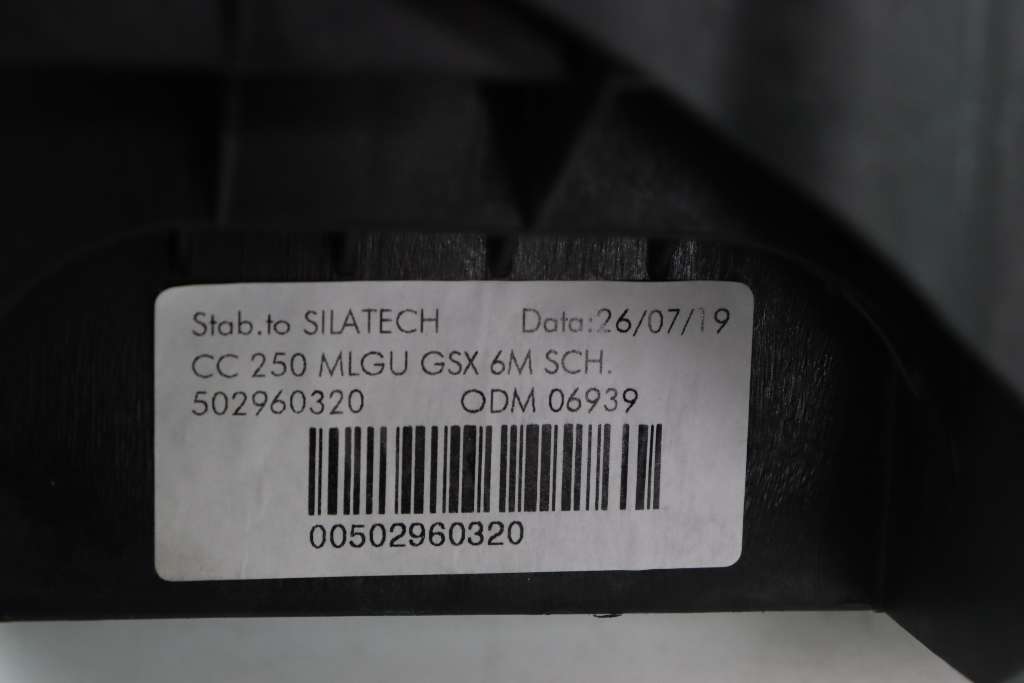 Stab.to SILATECH Data:26/07/19
CC 250 MLGU GSX 6M SCH.
502960320 ODM 06939
00502960320